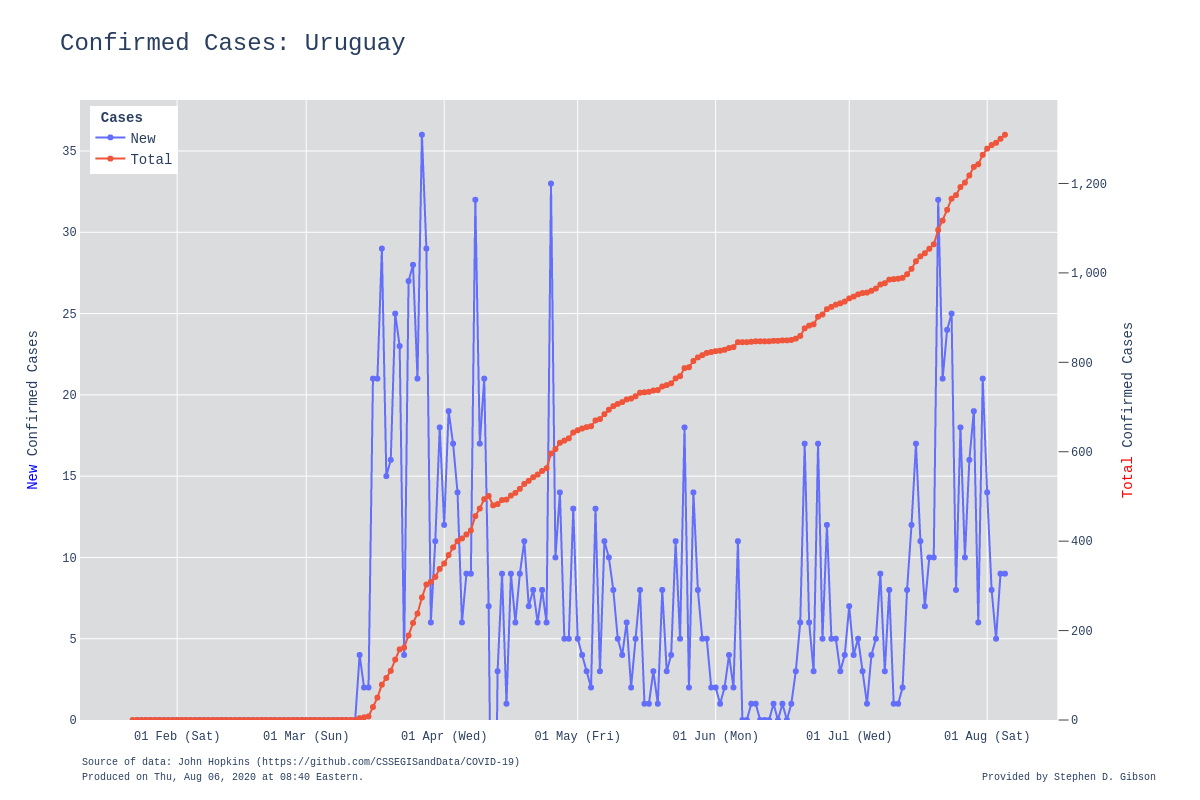 Confirmed Cases: Uruguay
Cases
New
Total
35
30
25
20
15
10
5
0
New Confirmed Cases
1,200
1,000
800
600
400
200
0
Total Confirmed Cases
01 Feb (Sat)
01 Mar (Sun)
01 Apr (Wed)
01 May (Fri)
01 Jun (Mon)
01 Jul (Wed)
01 Aug (Sat)
Source of data: John Hopkins (https://github.com/CSSEGISandData/COVID-19)
Produced on Thu, Aug 06, 2020 at 08:40 Eastern.
Provided by Stephen D. Gibson